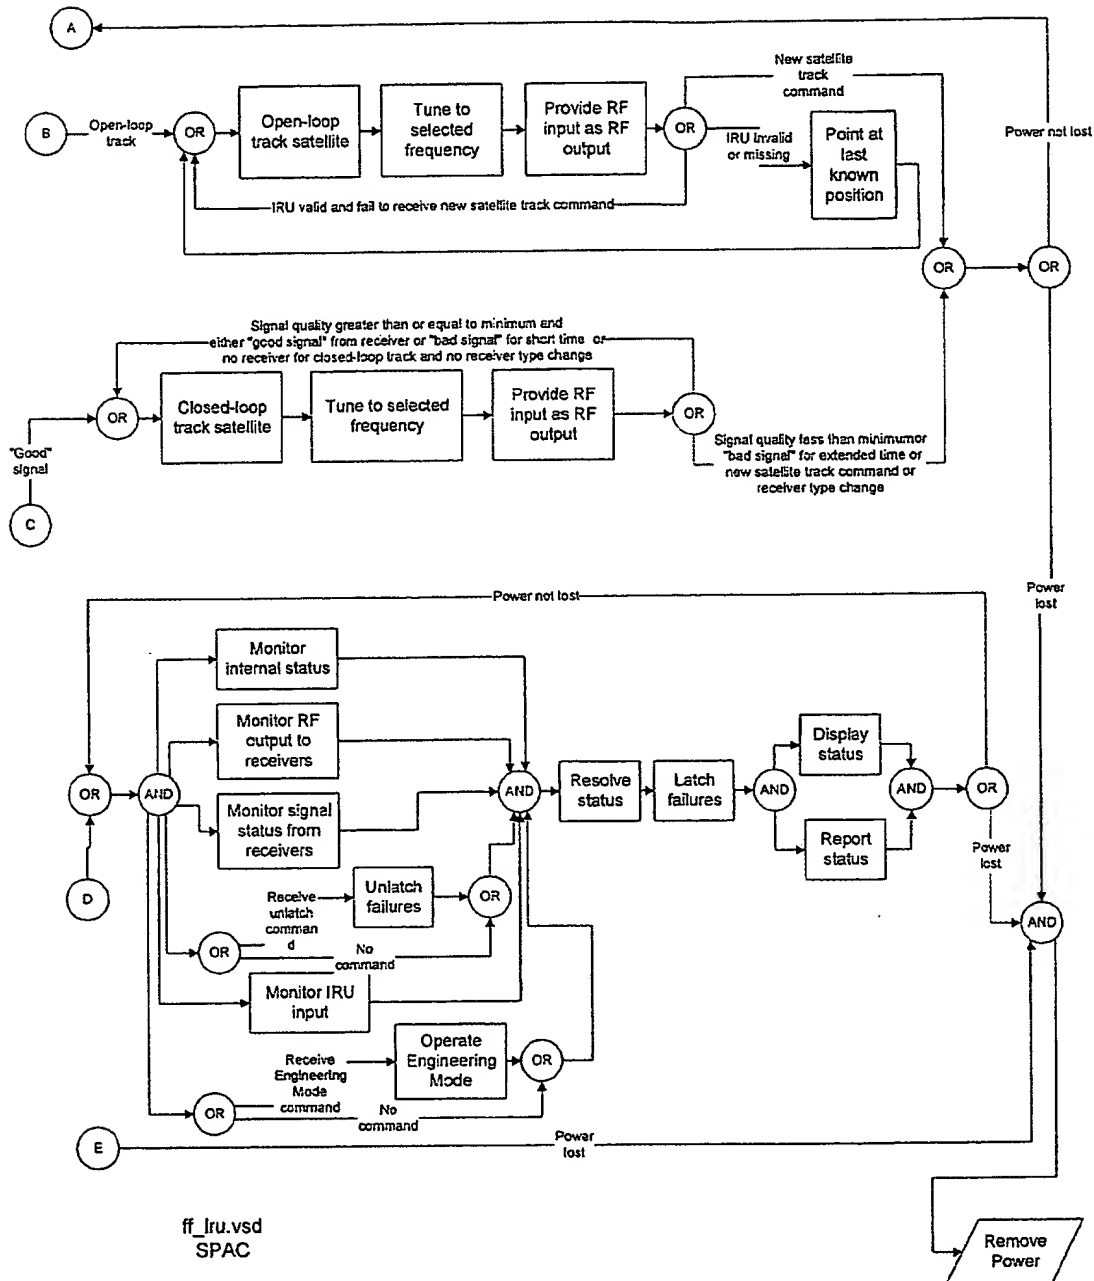 A
New satellite
track
command
B
Open-loop
track
OR
Open-loop
track satellite
Tune to
selected
frequency
Provide RF
input as RF
output
OR
IRU Invalid
or missing
Point at
last
known
position
Power not lost
IRU valid and fail to receive new satellite track command
OR
OR
Signal quality greater than or equal to minimum and
either "good signal" from receiver or "bad signal" for short time or
no receiver for closed-loop track and no receiver type change
OR
Closed-loop
track satellite
Tune to selected
frequency
Provide RF
input as RF
output
OR
"Good"
signal
Signal quality less than minimumor
"bad signal" for extended time or
new satellite track command or
receiver type change
C
Power not lost
Power
lost
Monitor
internal status
Monitor RF
output to
receivers
Display
status
OR
AND
Monitor signal
status from
receivers
AND
Resolve
status
Latch
failures
AND
AND
OR
Report
status
Power
lost
D
Receive
unlatch
comman
d
Unlatch
failures
OR
AND
OR
No
command
Monitor IRU
input
Receive
Engineering
Mode
command
Operate
Engineering
Mode
OR
OR
No
command
E
Power
lost
ff_lru.vsd
SPAC
Remove
Power